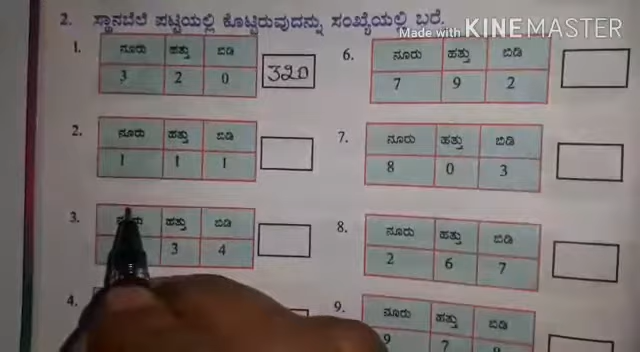 Made with KINEMASTER
2. ಸ್ಥಾನಬೆಲೆ ಪಟ್ಟಿಯಲ್ಲಿ ಕೊಟ್ಟಿರುವುದನ್ನು ಸಂಖ್ಯೆಯಲ್ಲಿ ಬರೆ.
1. ನೂರು ಹತ್ತು ಬಿಡಿ
3 2 0 ೩೨೦
2. ನೂರು ಹತ್ತು ಬಿಡಿ
1 1 1
3. ಹತ್ತು ಬಿಡಿ
3 4
4.
6. ನೂರು ಹತ್ತು ಬಿಡಿ
7 9 2
7. ನೂರು ಹತ್ತು ಬಿಡಿ
8 0 3
8. ನೂರು ಹತ್ತು ಬಿಡಿ
2 6 7
9. ನೂರು ಹತ್ತು ಬಿಡಿ
9